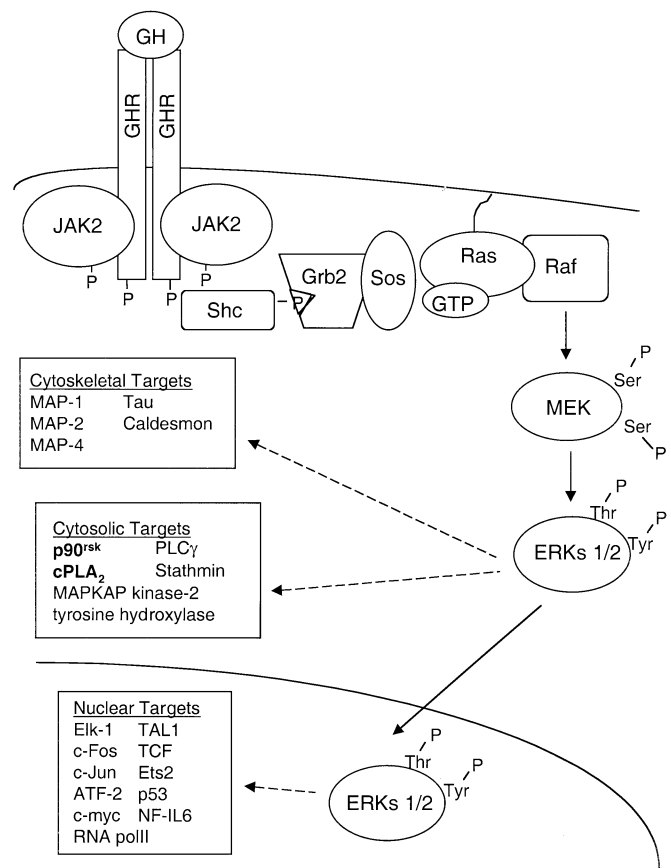 GH
GHR GHR
JAK2 JAK2
P P P P
Shc
P
Grb2
Sos
Ras
GTP
Raf
MEK
Ser P
Ser P
ERKs 1/2
Thr P
Tyr P
Cytoskeletal Targets
MAP-1 Tau
MAP-2 Caldesmon
MAP-4
Cytosolic Targets
p90rsk PLCγ
cPLA2 Stathmin
MAPKAP kinase-2
tyrosine hydroxylase
Nuclear Targets
Elk-1 TAL1
c-Fos TCF
c-Jun Ets2
ATF-2 p53
c-myc NF-IL6
RNA polII
ERKs 1/2
Thr P
Tyr P